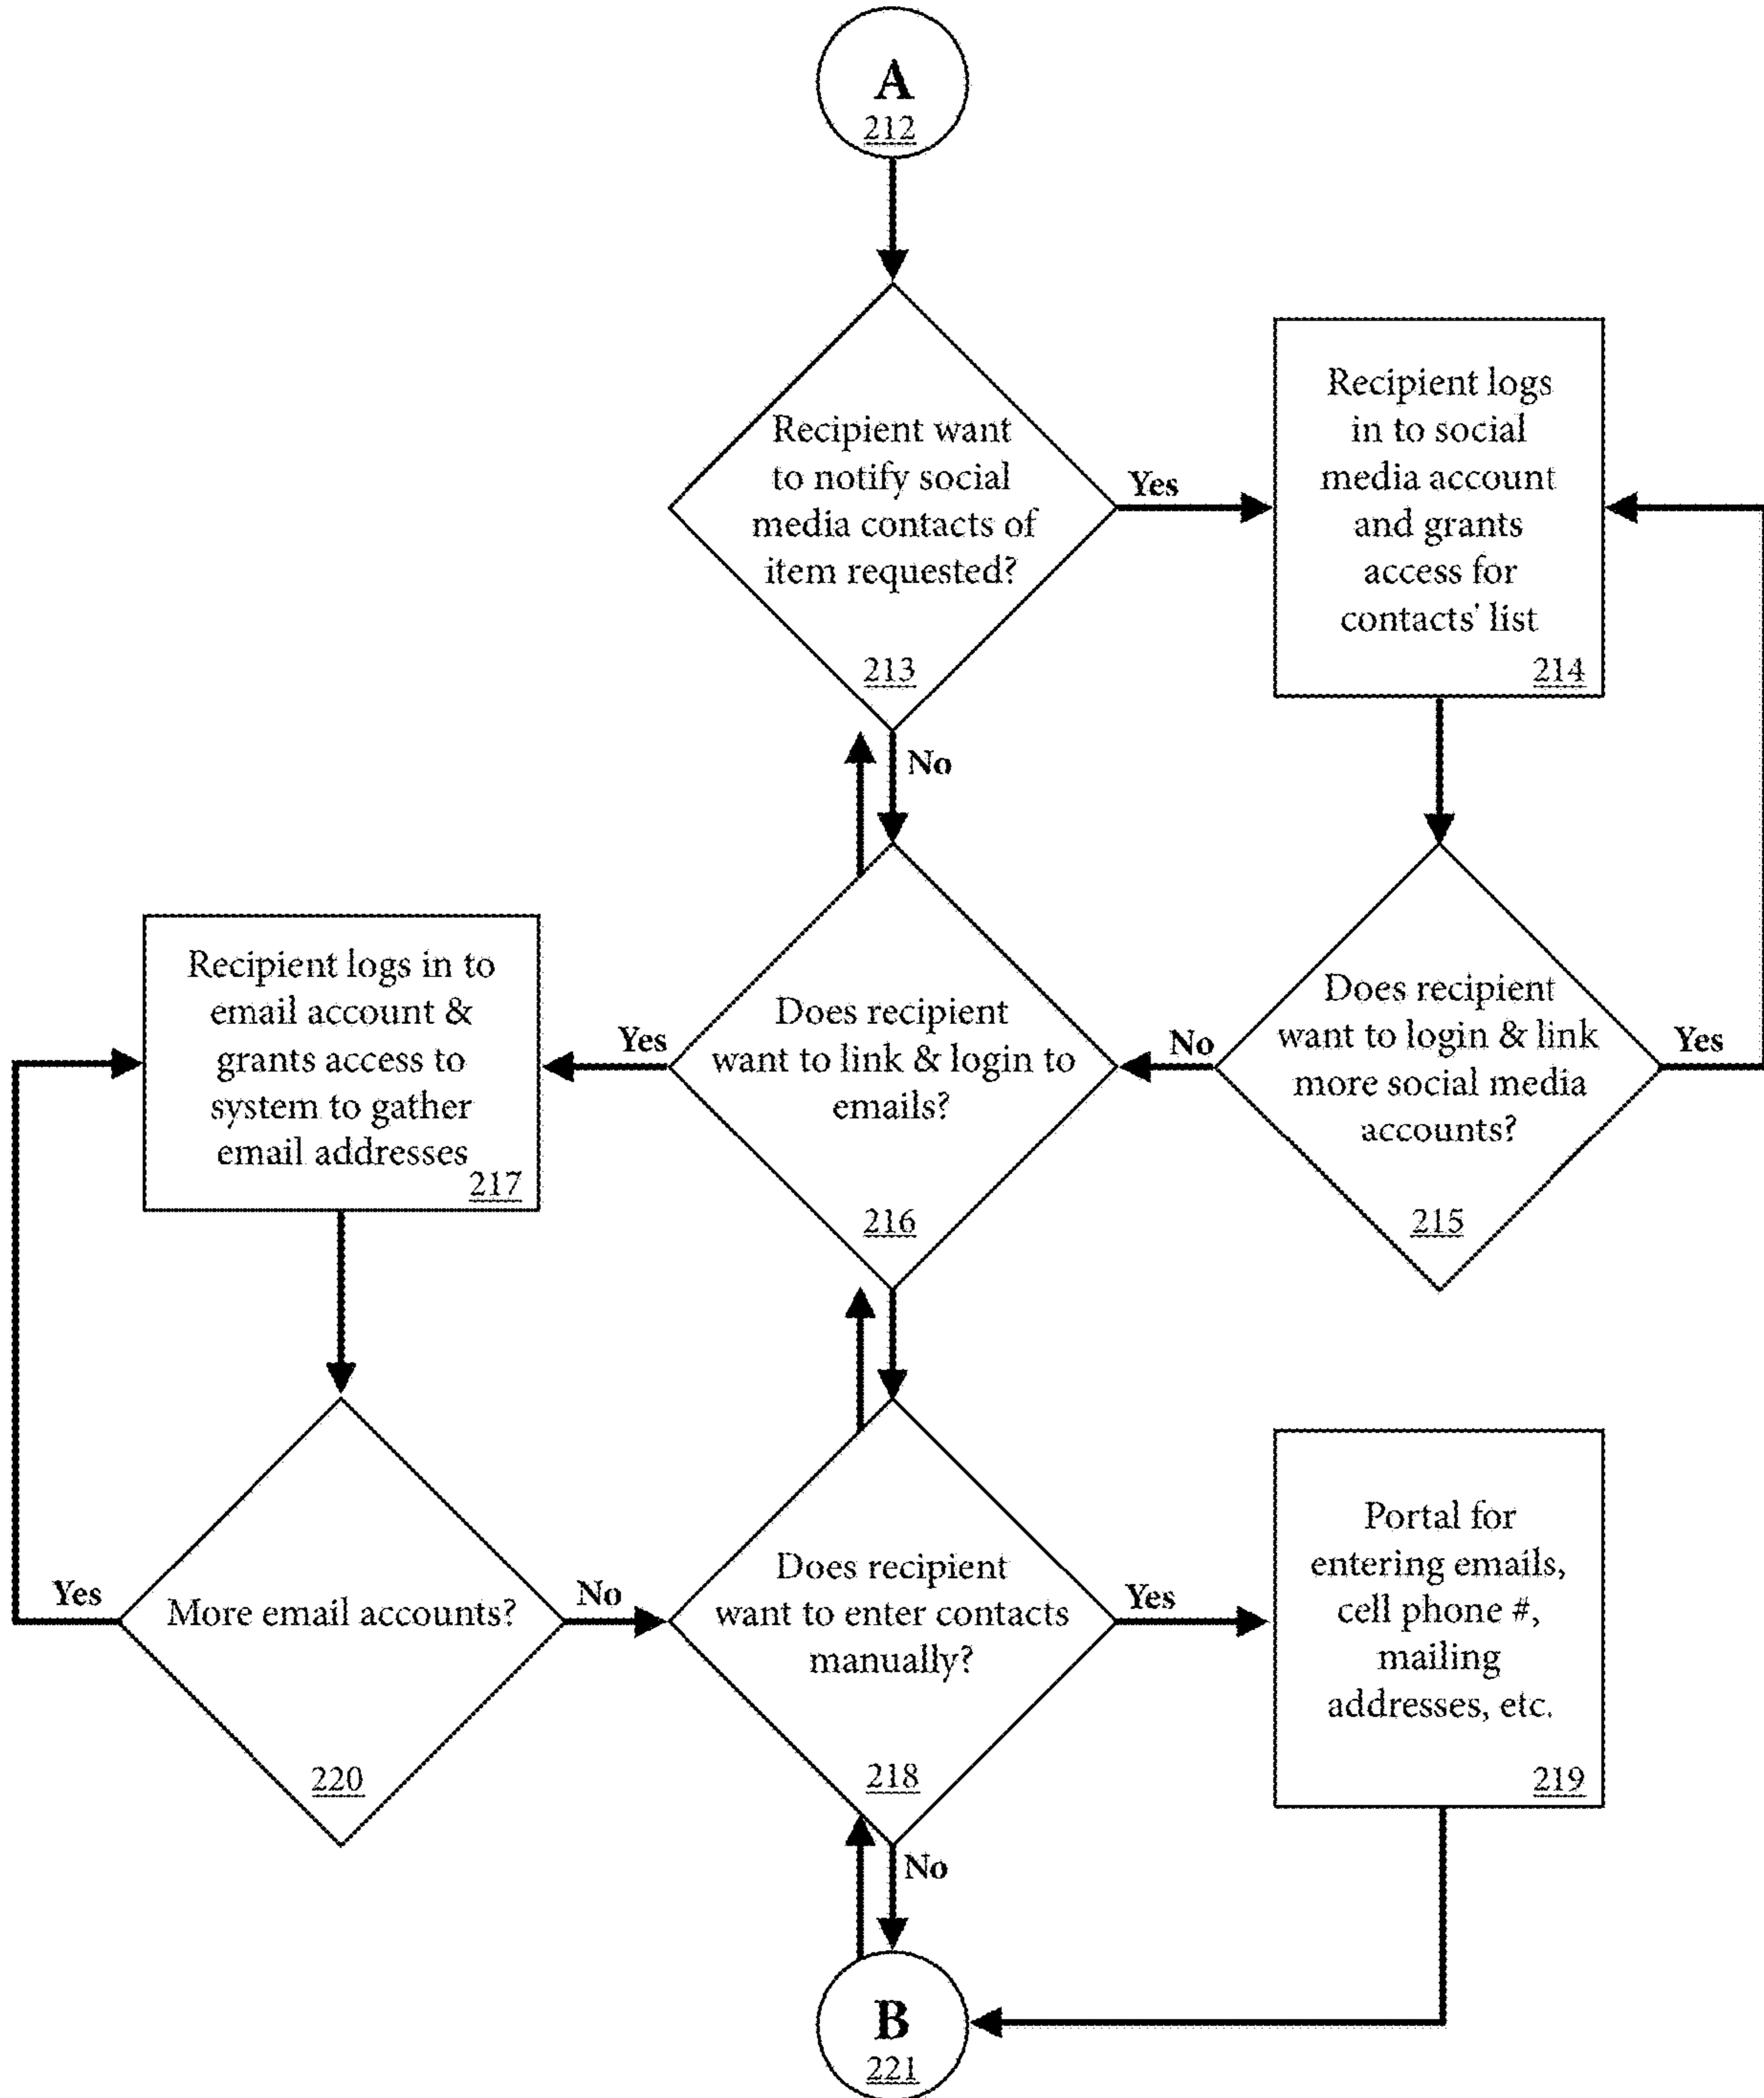 A
212
Recipient want
to notify social
media contacts of
item requested?
213
Yes
Recipient logs
in to social
media account
and grants
access for
contacts' list
214
No
Recipient logs in to
email account &
grants access to
system to gather
email addresses
217
Yes
Does recipient
want to link & login to
emails?
216
No
Does recipient
want to login & link
more social media
accounts?
215
Yes
Yes
More email accounts?
220
No
Does recipient
want to enter contacts
manually?
218
Yes
Portal for
entering emails,
cell phone #,
mailing
addresses, etc.
219
No
B
221